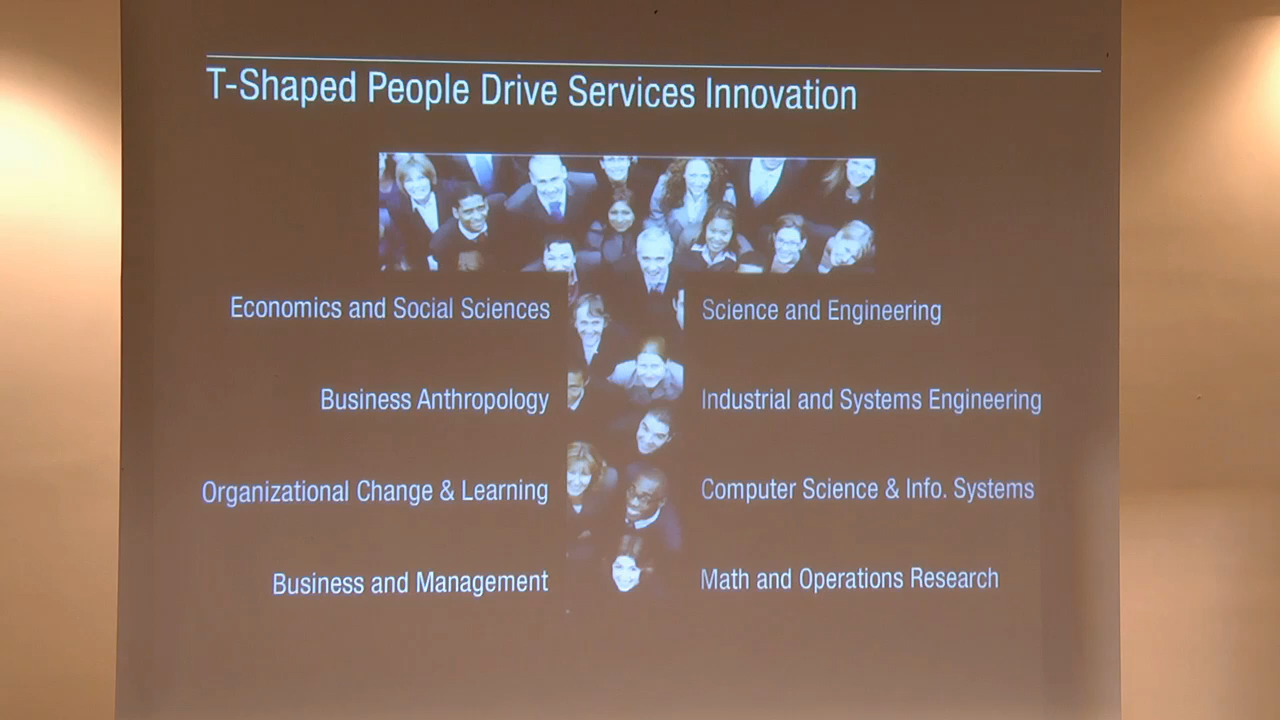 T-Shaped People Drive Services Innovation
Economics and Social Sciences
Science and Engineering
Business Anthropology
Industrial and Systems Engineering
Organizational Change & Learning
Computer Science & Info. Systems
Business and Management
Math and Operations Research